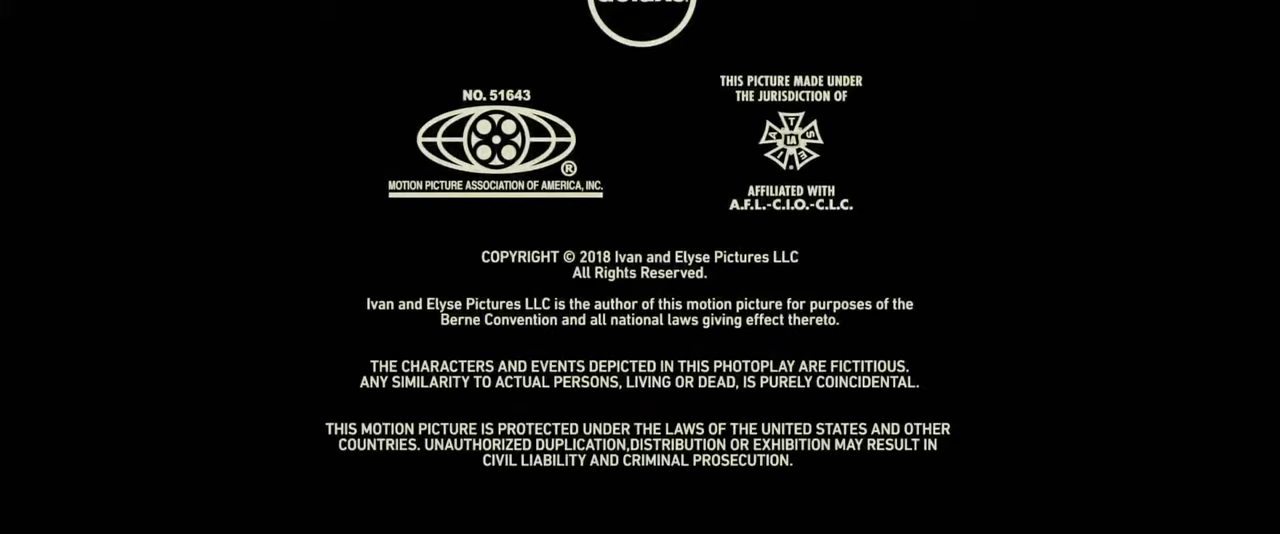 NO. 51643
MOTION PICTURE ASSOCIATION OF AMERICA, INC.
THIS PICTURE MADE UNDER
THE JURISDICTION OF
I A T S E
IA
AFFILIATED WITH
A.F.L.-C.I.O.-C.L.C.
COPYRIGHT © 2018 Ivan and Elyse Pictures LLC
All Rights Reserved.
Ivan and Elyse Pictures LLC is the author of this motion picture for purposes of the
Berne Convention and all national laws giving effect thereto.
THE CHARACTERS AND EVENTS DEPICTED IN THIS PHOTOPLAY ARE FICTITIOUS.
ANY SIMILARITY TO ACTUAL PERSONS, LIVING OR DEAD, IS PURELY COINCIDENTAL.
THIS MOTION PICTURE IS PROTECTED UNDER THE LAWS OF THE UNITED STATES AND OTHER
COUNTRIES. UNAUTHORIZED DUPLICATION,DISTRIBUTION OR EXHIBITION MAY RESULT IN
CIVIL LIABILITY AND CRIMINAL PROSECUTION.